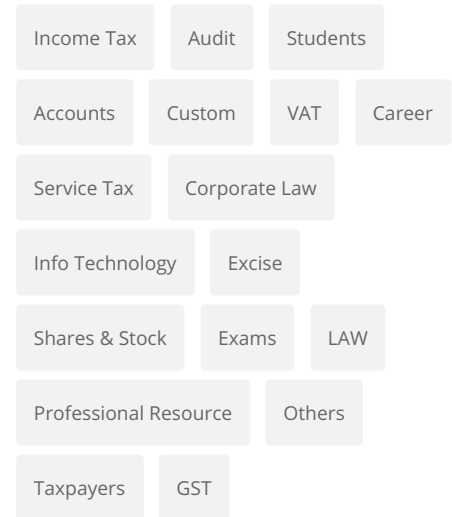 Income Tax Audit Students
Accounts Custom VAT Career
Service Tax Corporate Law
Info Technology Excise
Shares & Stock Exams LAW
Professional Resource Others
Taxpayers GST